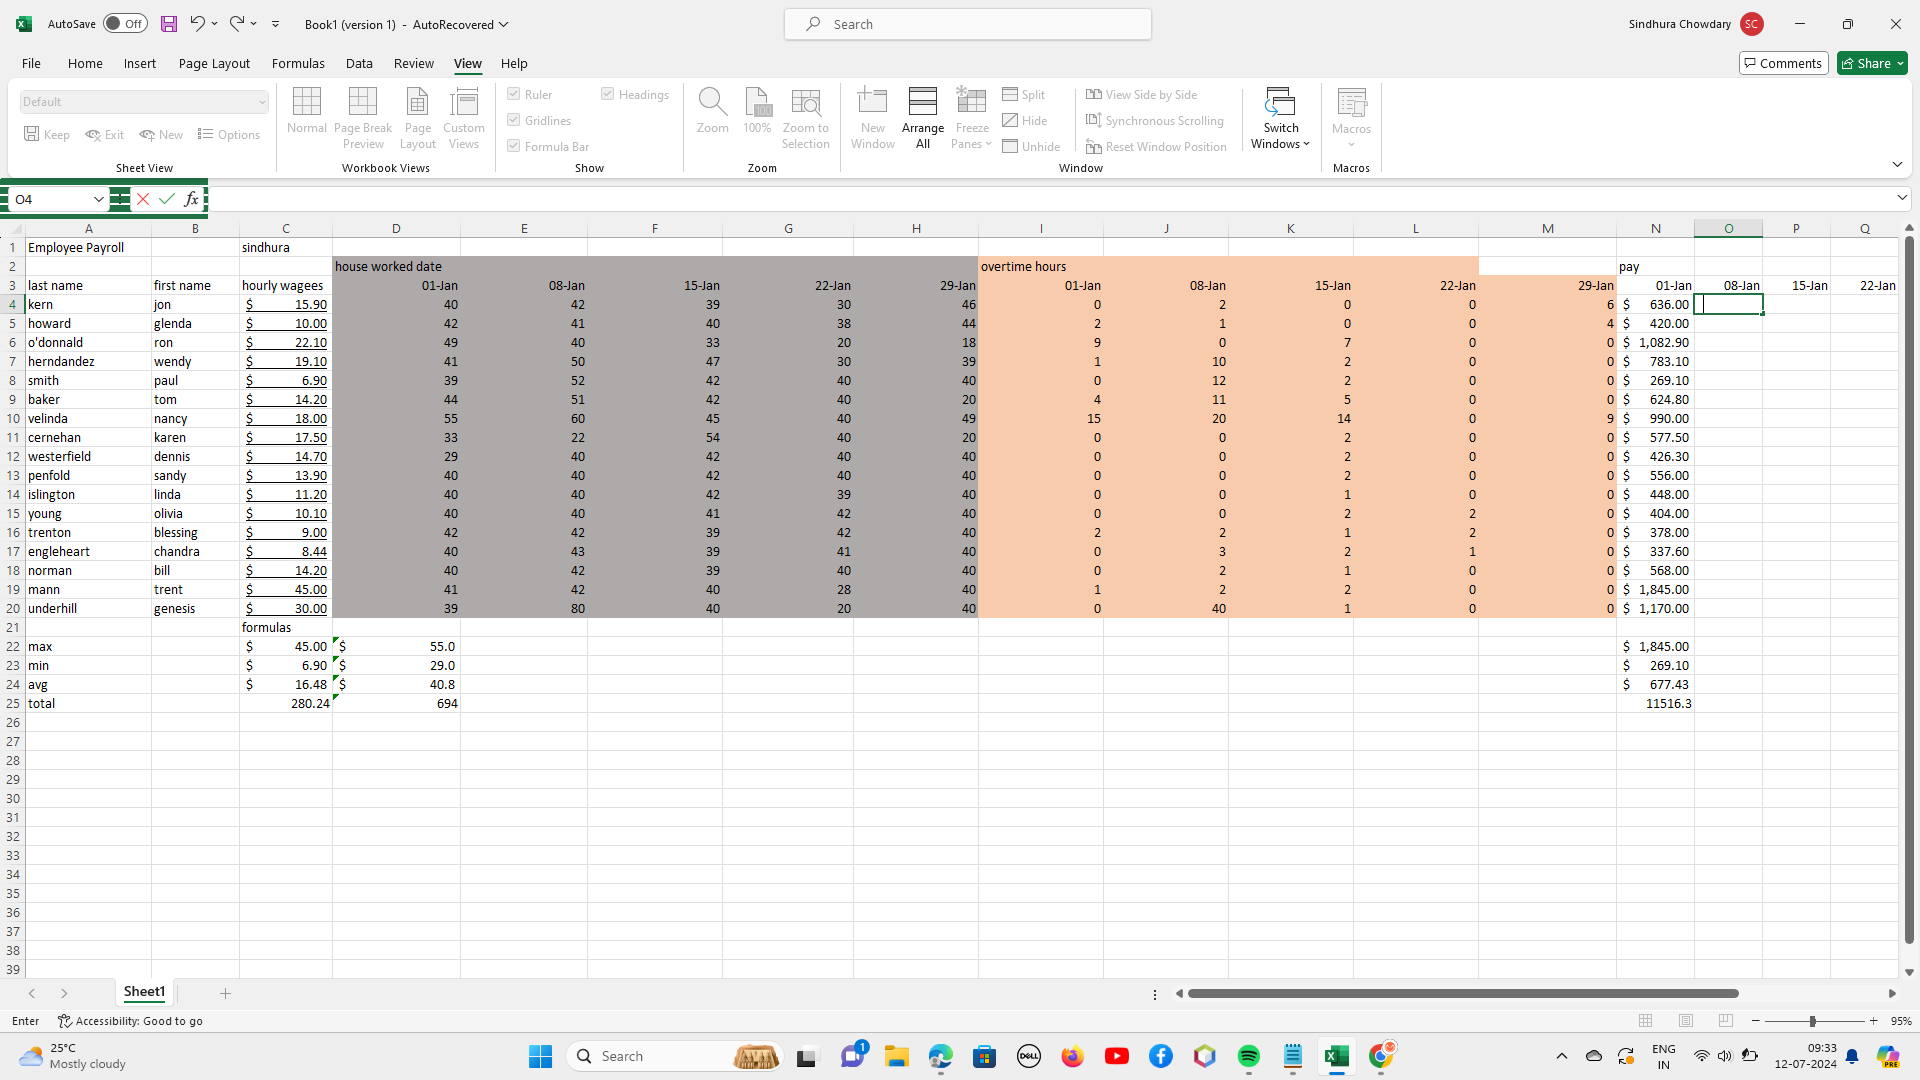 AutoSave Off Book1 (version 1) - AutoRecovered Search Sindhura Chowdary SC
File Home Insert Page Layout Formulas Data Review View Help Comments Share
Default
Keep Exit New Options
Sheet View
Normal Page Break Preview Page Layout Custom Views
Workbook Views
Ruler Headings
Gridlines
Formula Bar
Show
Zoom 100% Zoom to Selection
Zoom
New Window Arrange All Freeze Panes
Split View Side by Side
Hide Synchronous Scrolling
Unhide Reset Window Position
Window
Switch Windows
Macros
Macros
O4 fx
A B C D E F G H I J K L M N O P Q
1 Employee Payroll sindhura
2 house worked date overtime hours pay
3 last name first name hourly wagees 01-Jan 08-Jan 15-Jan 22-Jan 29-Jan 01-Jan 08-Jan 15-Jan 22-Jan 29-Jan 01-Jan 08-Jan 15-Jan 22-Jan
4 kern jon $ 15.90 40 42 39 30 46 0 2 0 0 6 $ 636.00
5 howard glenda $ 10.00 42 41 40 38 44 2 1 0 0 4 $ 420.00
6 o'donnald ron $ 22.10 49 40 33 20 18 9 0 7 0 0 $ 1,082.90
7 herndandez wendy $ 19.10 41 50 47 30 39 1 10 2 0 0 $ 783.10
8 smith paul $ 6.90 39 52 42 40 40 0 12 2 0 0 $ 269.10
9 baker tom $ 14.20 44 51 42 40 20 4 11 5 0 0 $ 624.80
10 velinda nancy $ 18.00 55 60 45 40 49 15 20 14 0 9 $ 990.00
11 cernehan karen $ 17.50 33 22 54 40 20 0 0 2 0 0 $ 577.50
12 westerfield dennis $ 14.70 29 40 42 40 40 0 0 2 0 0 $ 426.30
13 penfold sandy $ 13.90 40 40 42 40 40 0 0 2 0 0 $ 556.00
14 islington linda $ 11.20 40 40 42 39 40 0 0 1 0 0 $ 448.00
15 young olivia $ 10.10 40 40 41 42 40 0 0 2 2 0 $ 404.00
16 trenton blessing $ 9.00 42 42 39 42 40 2 2 1 2 0 $ 378.00
17 engleheart chandra $ 8.44 40 43 39 41 40 0 3 2 1 0 $ 337.60
18 norman bill $ 14.20 40 42 39 40 40 0 2 1 0 0 $ 568.00
19 mann trent $ 45.00 41 42 40 28 40 1 2 2 0 0 $ 1,845.00
20 underhill genesis $ 30.00 39 80 40 20 40 0 40 1 0 0 $ 1,170.00
21 formulas
22 max $ 45.00 $ 55.0 $ 1,845.00
23 min $ 6.90 $ 29.0 $ 269.10
24 avg $ 16.48 $ 40.8 $ 677.43
25 total 280.24 694 11516.3
26
27
28
29
30
31
32
33
34
35
36
37
38
39
Sheet1
Enter Accessibility: Good to go 95%
25°C
Mostly cloudy
Search
DELL
1
PRE
ENG
IN
09:33
12-07-2024